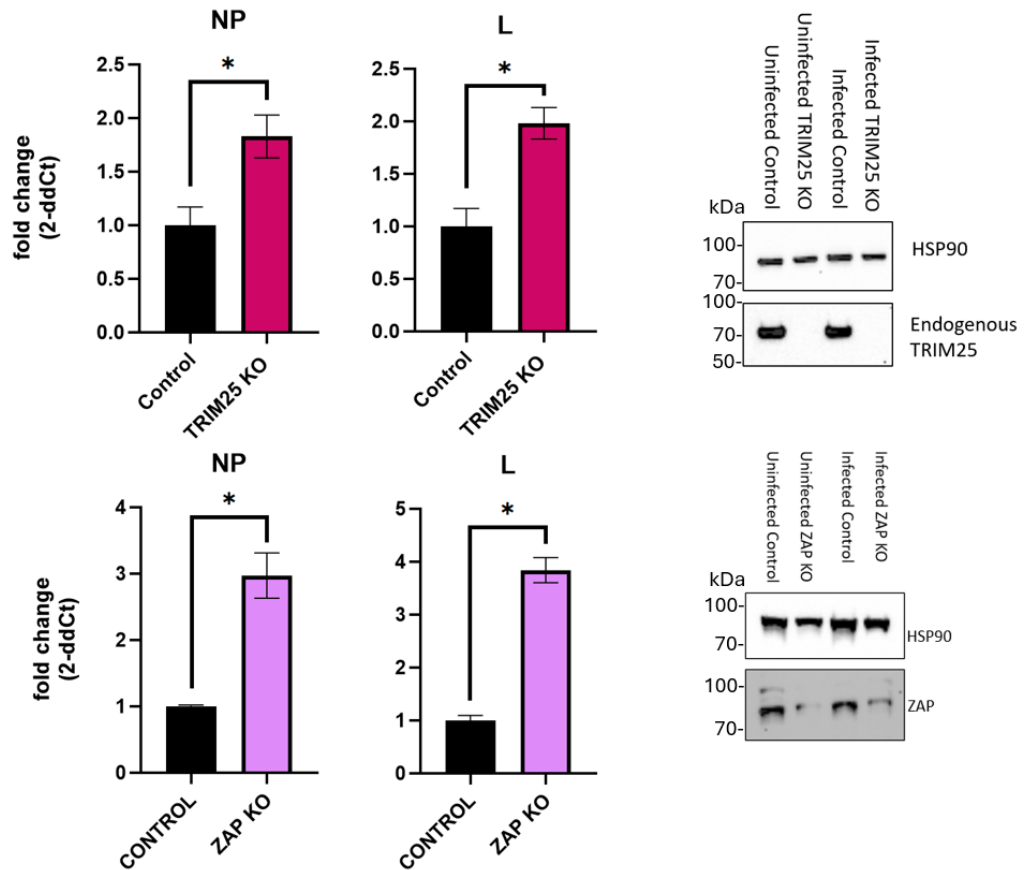 NP
*
2.5
2.0
1.5
1.0
0.5
0.0
fold change
(2-ddCt)
Control
TRIM25 KO
L
*
2.5
2.0
1.5
1.0
0.5
0.0
Control
TRIM25 KO
Uninfected Control
Uninfected TRIM25 KO
Infected Control
Infected TRIM25 KO
kDa
100-
70-
HSP90
100-
70-
50-
Endogenous
TRIM25
NP
*
4
3
2
1
0
fold change
(2-ddCt)
CONTROL
ZAP KO
L
*
5
4
3
2
1
0
CONTROL
ZAP KO
Uninfected Control
Uninfected ZAP KO
Infected Control
Infected ZAP KO
kDa
100-
70-
HSP90
100-
70-
ZAP